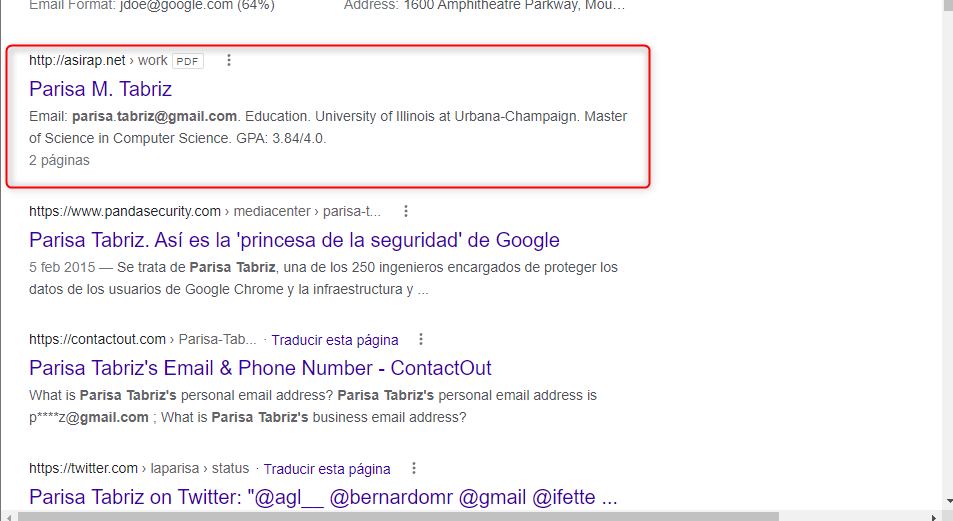 Email Format: jdoe@google.com (64%) Address: 1600 Amphitheatre Parkway, Mou...
http://asirap.net › work PDF
Parisa M. Tabriz
Email: parisa.tabriz@gmail.com. Education. University of Illinois at Urbana-Champaign. Master
of Science in Computer Science. GPA: 3.84/4.0.
2 páginas
https://www.pandasecurity.com › mediacenter › parisa-t...
Parisa Tabriz. Así es la 'princesa de la seguridad' de Google
5 feb 2015 — Se trata de Parisa Tabriz, una de los 250 ingenieros encargados de proteger los
datos de los usuarios de Google Chrome y la infraestructura y ...
https://contactout.com › Parisa-Tab... · Traducir esta página
Parisa Tabriz's Email & Phone Number - ContactOut
What is Parisa Tabriz's personal email address? Parisa Tabriz's personal email address is
p****z@gmail.com ; What is Parisa Tabriz's business email address?
https://twitter.com › laparisa › status · Traducir esta página
Parisa Tabriz on Twitter: "@agl__ @bernardomr @gmail @ifette ...